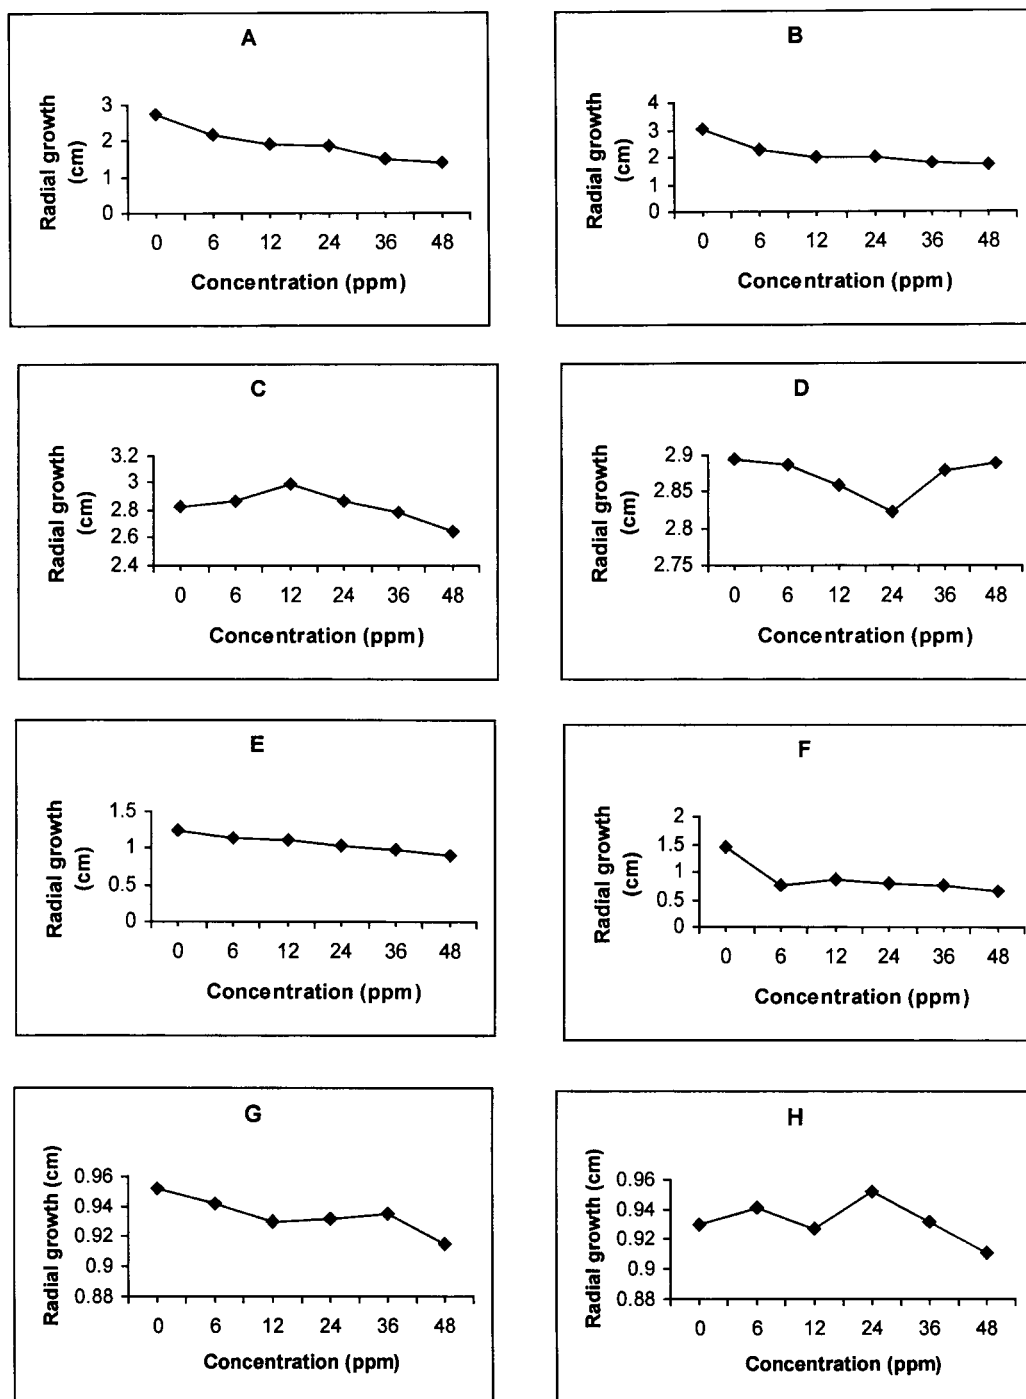 A
Radial growth
(cm)
3
2
1
0
0 6 12 24 36 48
Concentration (ppm)
B
Radial growth
(cm)
4
3
2
1
0
0 6 12 24 36 48
Concentration (ppm)
C
Radial growth
(cm)
3.2
3
2.8
2.6
2.4
0 6 12 24 36 48
Concentration (ppm)
D
Radial growth
(cm)
2.9
2.85
2.8
2.75
0 6 12 24 36 48
Concentration (ppm)
E
Radial growth
(cm)
1.5
1
0.5
0
0 6 12 24 36 48
Concentration (ppm)
F
Radial growth
(cm)
2
1.5
1
0.5
0
0 6 12 24 36 48
Concentration (ppm)
G
Radial growth (cm)
0.96
0.94
0.92
0.9
0.88
0 6 12 24 36 48
Concentration (ppm)
H
Radial growth (cm)
0.96
0.94
0.92
0.9
0.88
0 6 12 24 36 48
Concentration (ppm)